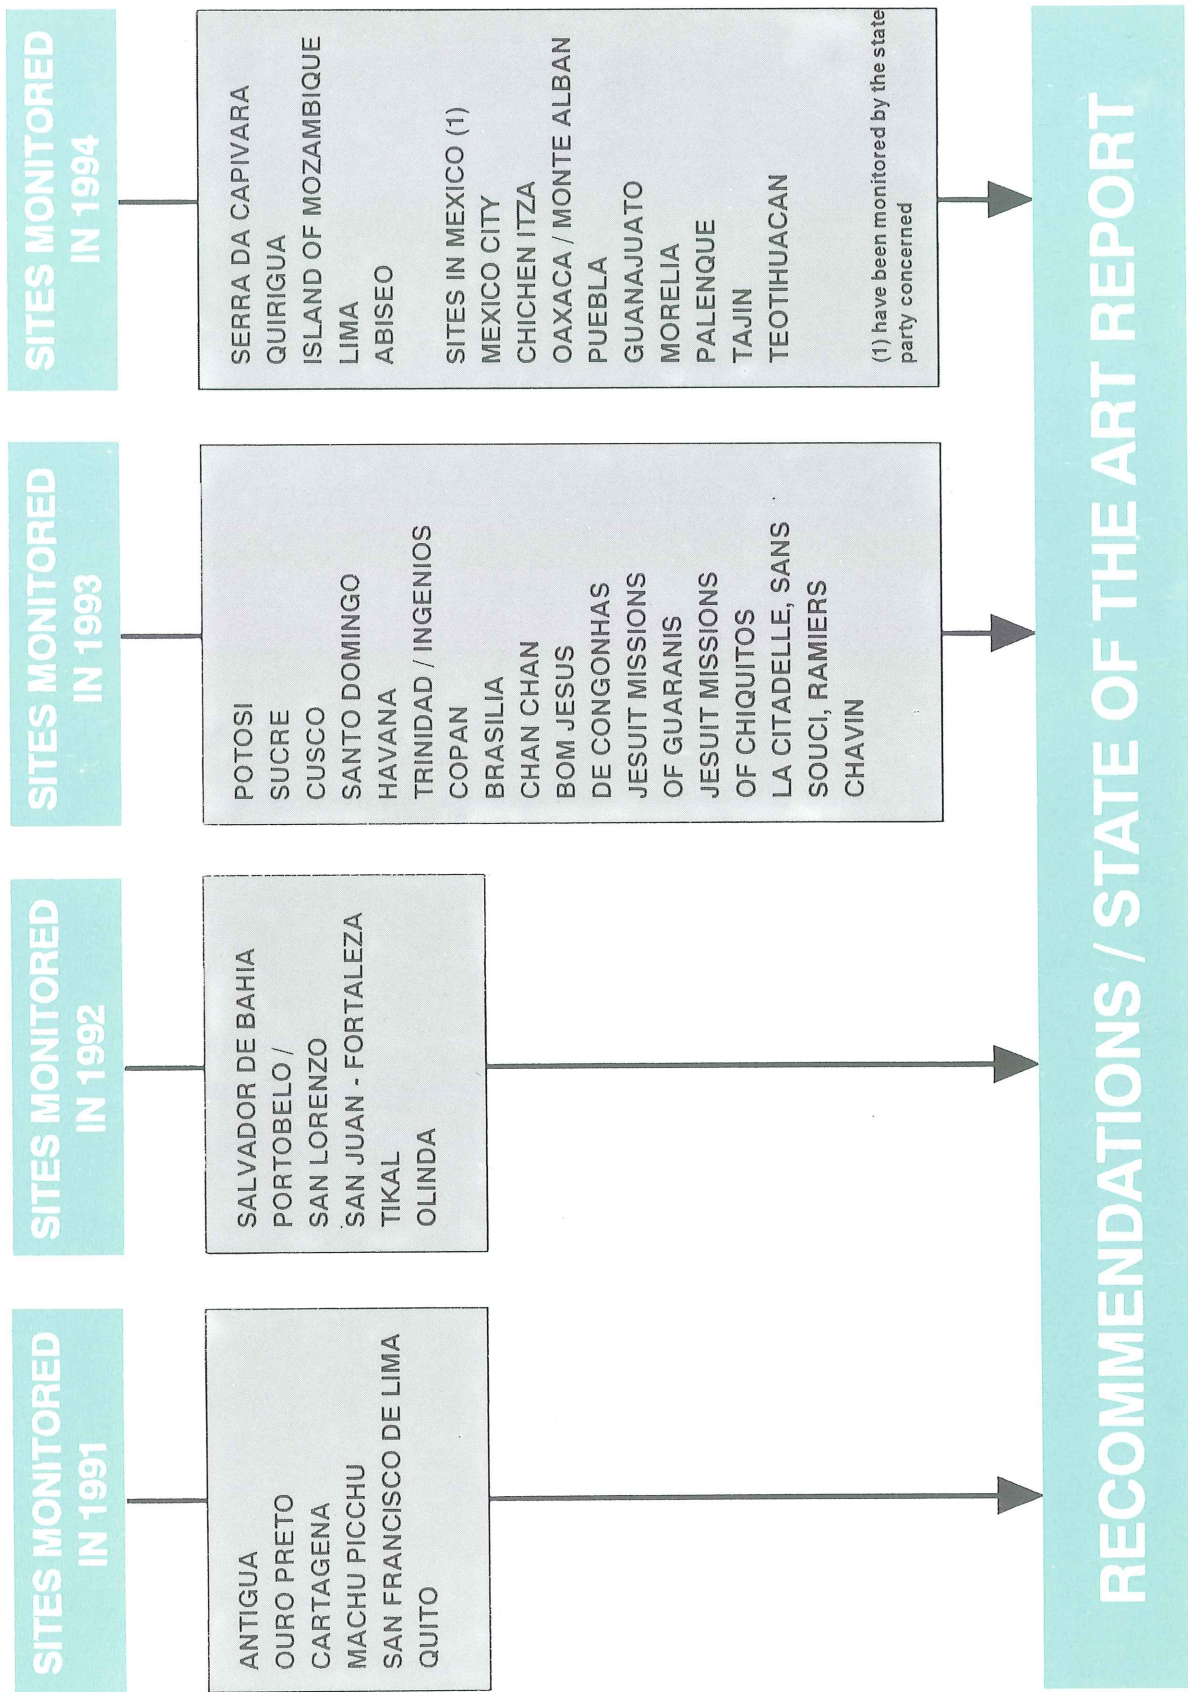 SITES MONITORED
IN 1991
ANTIGUA
OURO PRETO
CARTAGENA
MACHU PICCHU
SAN FRANCISCO DE LIMA
QUITO
SITES MONITORED
IN 1992
SALVADOR DE BAHIA
PORTOBELO /
SAN LORENZO
SAN JUAN - FORTALEZA
TIKAL
OLINDA
SITES MONITORED
IN 1993
POTOSI
SUCRE
CUSCO
SANTO DOMINGO
HAVANA
TRINIDAD / INGENIOS
COPAN
BRASILIA
CHAN CHAN
BOM JESUS
DE CONGONHAS
JESUIT MISSIONS
OF GUARANIS
JESUIT MISSIONS
OF CHIQUITOS
LA CITADELLE, SANS
SOUCI, RAMIERS
CHAVIN
SITES MONITORED
IN 1994
SERRA DA CAPIVARA
QUIRIGUA
ISLAND OF MOZAMBIQUE
LIMA
ABISEO
SITES IN MEXICO (1)
MEXICO CITY
CHICHEN ITZA
OAXACA / MONTE ALBAN
PUEBLA
GUANAJUATO
MORELIA
PALENQUE
TAJIN
TEOTIHUACAN
(1) have been monitored by the state
party concerned
RECOMMENDATIONS / STATE OF THE ART REPORT